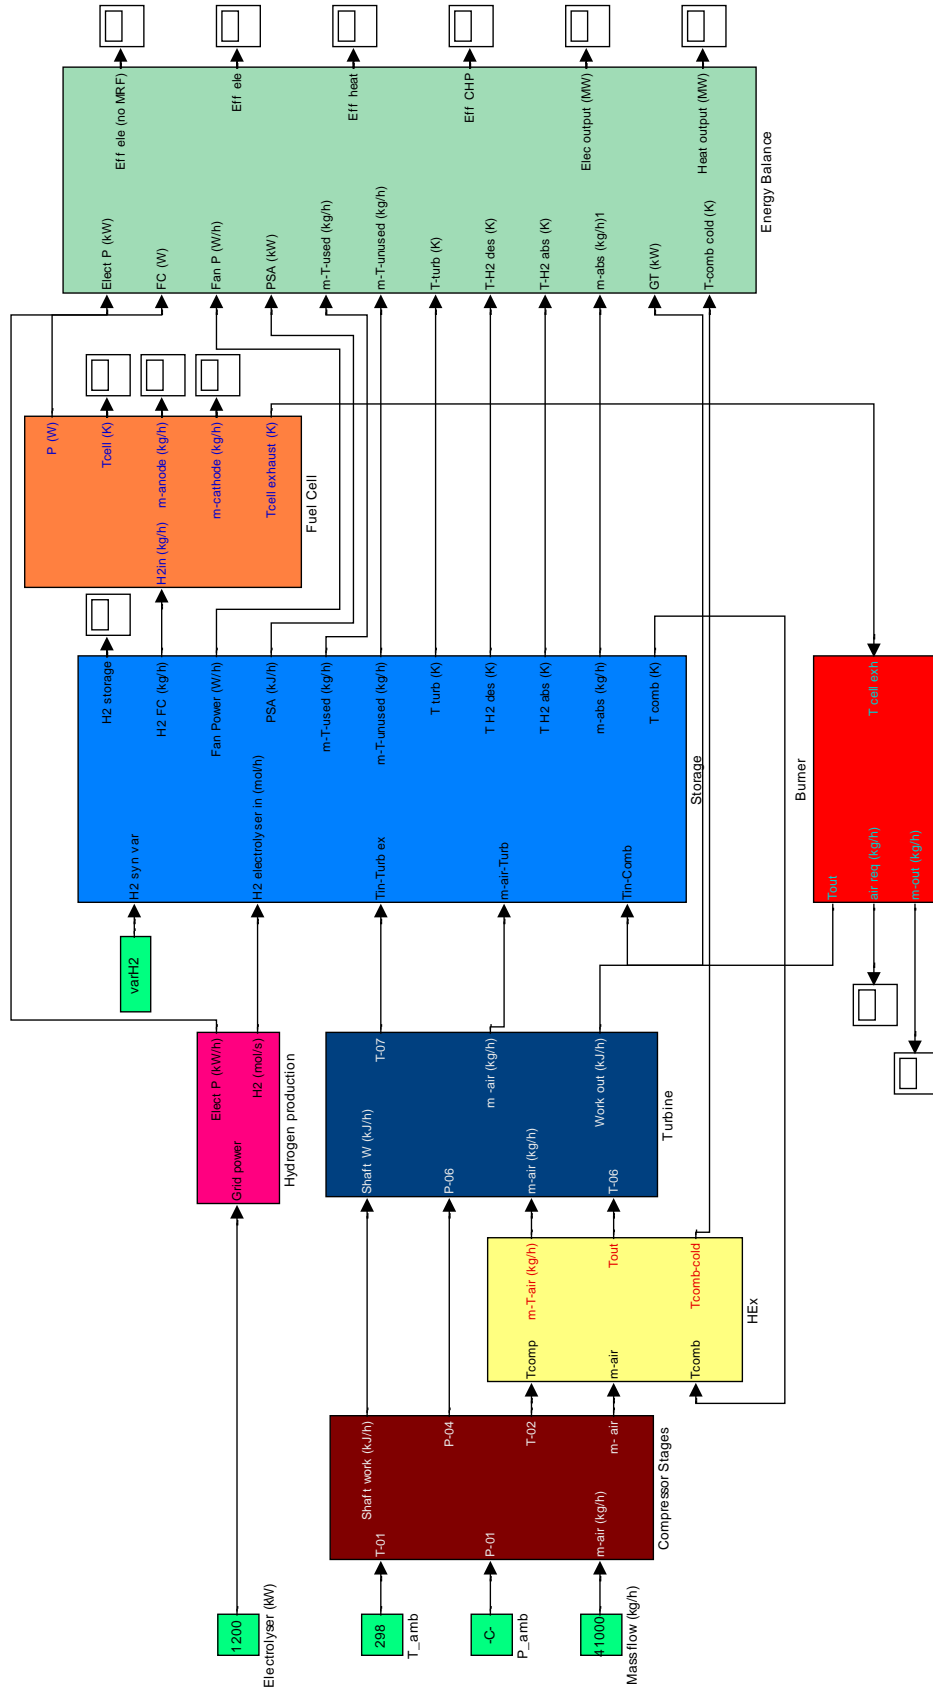 1200
Electrolyser (kW)
298
T_amb
-C-
P_amb
41000
Massflow (kg/h)
T-01
P-01
m-air (kg/h)
Shaft work (kJ/h)
P-04
T-02
m- air
Compressor Stages
Tcomp
m-air
Tcomb
m-T-air (kg/h)
Tout
Tcomb-cold
HEx
Grid power
Elect P (kW/h)
H2 (mol/s)
Hydrogen production
Shaft W (kJ/h)
P-06
m-air (kg/h)
T-06
T-07
m -air (kg/h)
Work out (kJ/h)
Turbine
varH2
H2 syn var
H2 electrolyser in (mol/h)
Tin-Turb ex
m-air-Turb
Tin-Comb
H2 storage
H2 FC (kg/h)
Fan Power (W/h)
PSA (kJ/h)
m-T-used (kg/h)
m-T-unused (kg/h)
T turb (K)
T H2 des (K)
T H2 abs (K)
m-abs (kg/h)
T comb (K)
Storage
Tout
air req (kg/h)
m-out (kg/h)
T cell exh
Burner
H2in (kg/h)
P (W)
Tcell (K)
m-anode (kg/h)
m-cathode (kg/h)
Tcell exhaust (K)
Fuel Cell
Elect P (kW)
FC (W)
Fan P (W/h)
PSA (kW)
m-T-used (kg/h)
m-T-unused (kg/h)
T-turb (K)
T-H2 des (K)
T-H2 abs (K)
m-abs (kg/h)1
GT (kW)
T-comb cold (K)
Eff ele (no MRF)
Eff ele
Eff heat
Eff CHP
Elec output (MW)
Heat output (MW)
Energy Balance